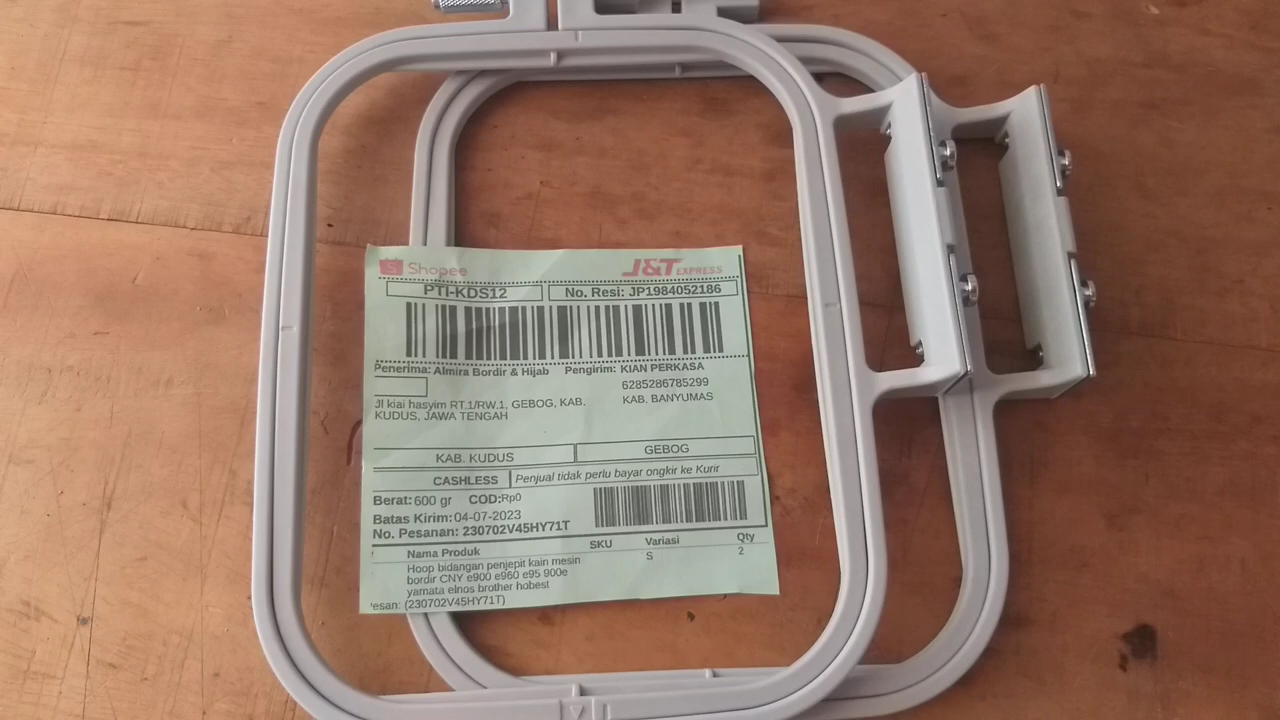 Shopee J&T EXPRESS
PTI-KDS12 No. Resi: JP1984052186
Penerima: Almira Bordir & Hijab Pengirim: KIAN PERKASA
6285286785299
Jl kiai hasyim RT.1/RW.1, GEBOG, KAB. KAB. BANYUMAS
KUDUS, JAWA TENGAH
KAB. KUDUS GEBOG
CASHLESS Penjual tidak perlu bayar ongkir ke Kurir
Berat: 600 gr COD: Rp0
Batas Kirim: 04-07-2023
No. Pesanan: 230702V45HY71T
Nama Produk SKU Variasi Qty
Hoop bidangan penjepit kain mesin S 2
bordir CNY e900 e960 e95 900e
yamata elnos brother hobest
esan: (230702V45HY71T)